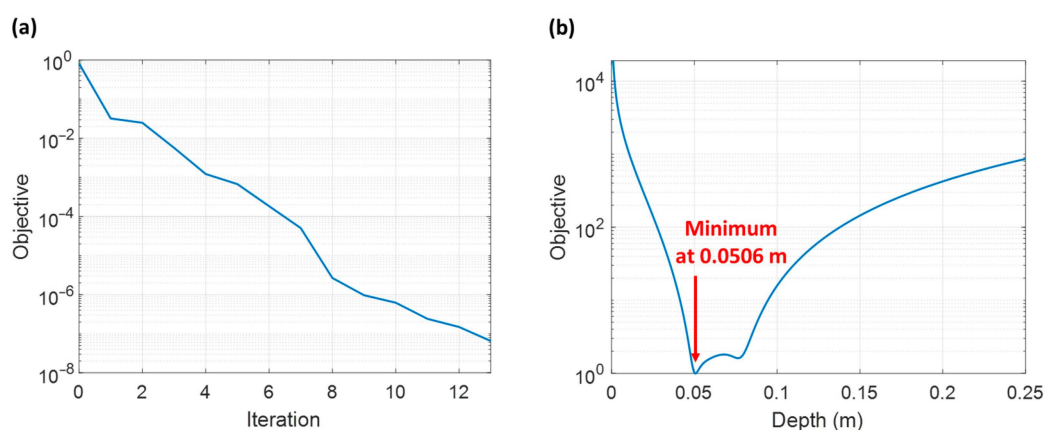 (a)
10^0
10^−2
10^−4
10^−6
10^−8
Objective
0 2 4 6 8 10 12
Iteration
(b)
10^4
10^2
10^0
Objective
Minimum
at 0.0506 m
0 0.05 0.1 0.15 0.2 0.25
Depth (m)